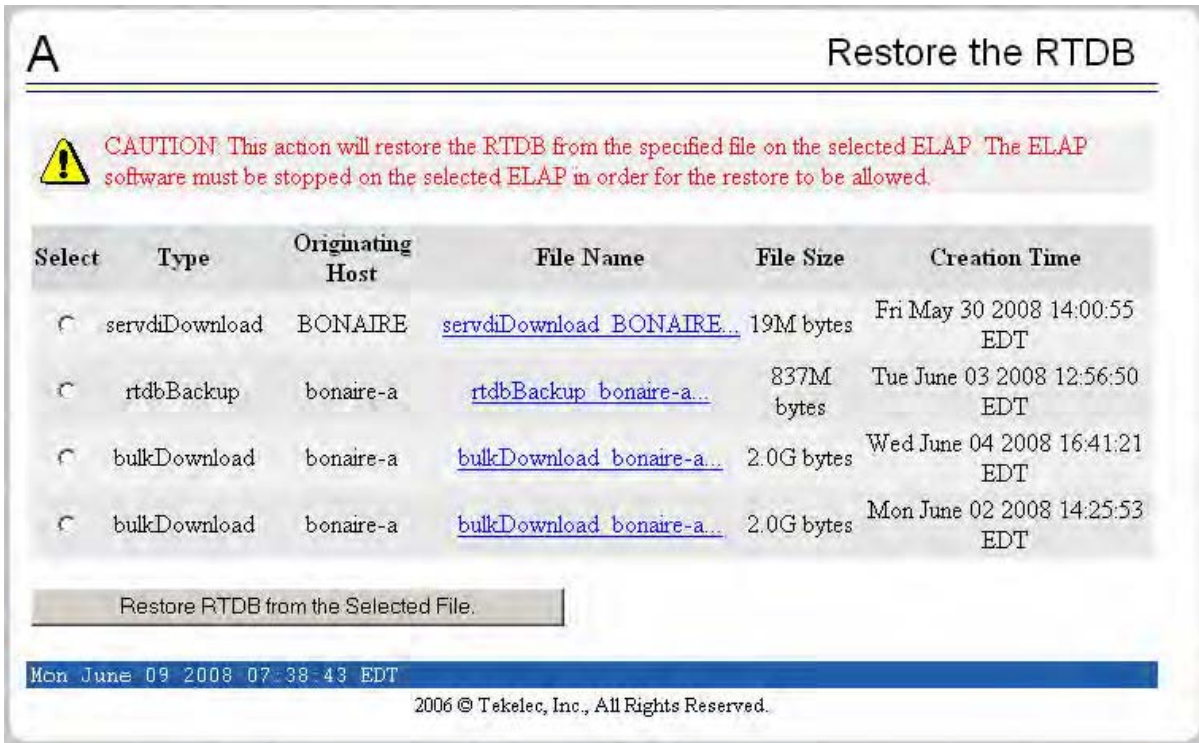 A
Restore the RTDB
CAUTION: This action will restore the RTDB from the specified file on the selected ELAP. The ELAP
software must be stopped on the selected ELAP in order for the restore to be allowed.
Select Type Originating Host File Name File Size Creation Time
servdiDownload BONAIRE servdiDownload_BONAIRE... 19M bytes Fri May 30 2008 14:00:55 EDT
rtdbBackup bonaire-a rtdbBackup_bonaire-a... 837M bytes Tue June 03 2008 12:56:50 EDT
bulkDownload bonaire-a bulkDownload_bonaire-a... 2.0G bytes Wed June 04 2008 16:41:21 EDT
bulkDownload bonaire-a bulkDownload_bonaire-a... 2.0G bytes Mon June 02 2008 14:25:53 EDT
Restore RTDB from the Selected File.
Mon June 09 2008 07:38:43 EDT
2006 © Tekelec, Inc., All Rights Reserved.